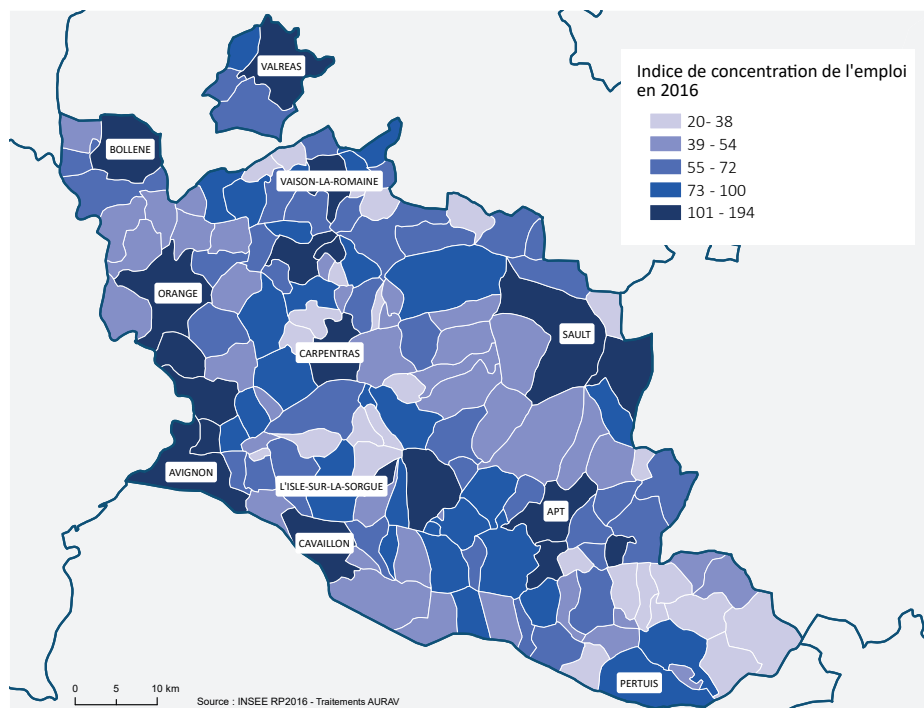 Indice de concentration de l'emploi
en 2016
20- 38
39 - 54
55 - 72
73 - 100
101 - 194
VALREAS
BOLLENE
VAISON-LA-ROMAINE
ORANGE
SAULT
CARPENTRAS
AVIGNON
L'ISLE-SUR-LA-SORGUE
APT
CAVAILLON
PERTUIS
0 5 10 km
Source : INSEE RP2016 - Traitements AURAV